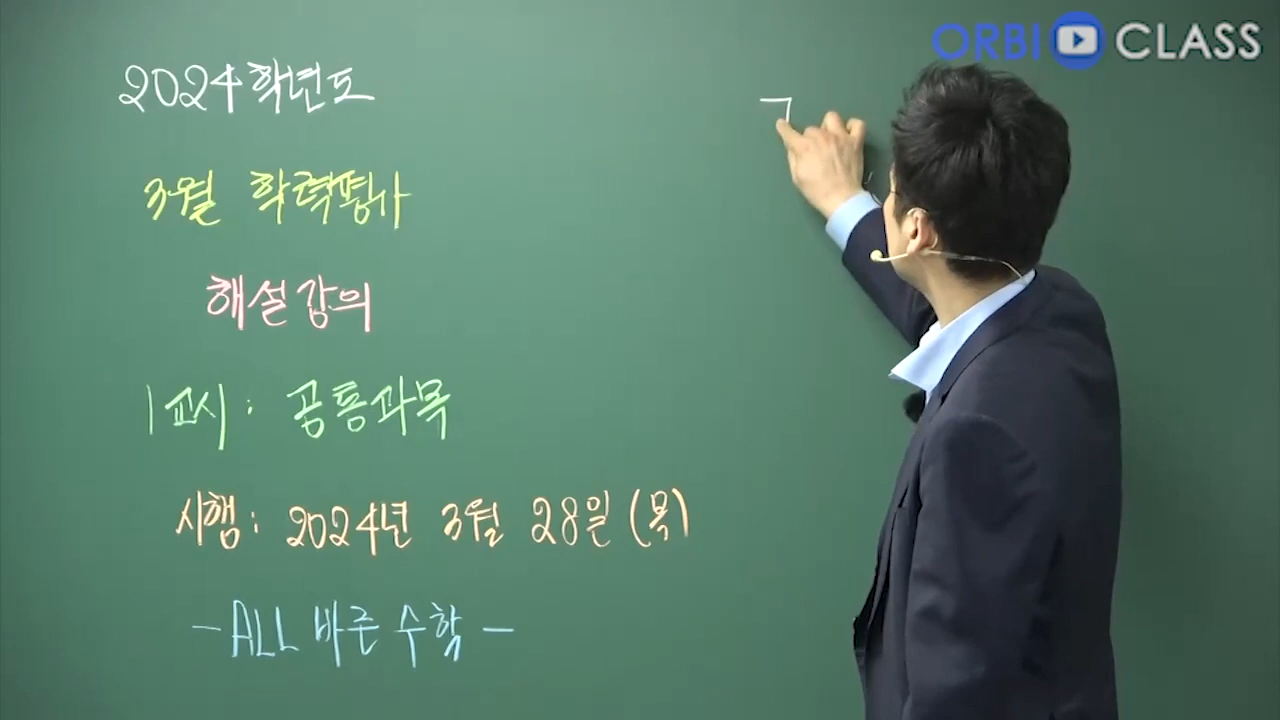 ORBI CLASS
2024학년도
3월 학력평가
해설강의
1교시: 공통과목
시행: 2024년 3월 28일(목)
-ALL 바른 수학-
ㄱ